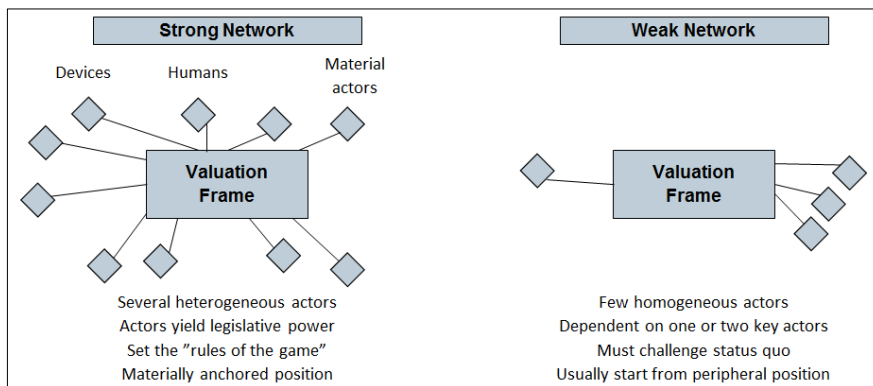 Strong Network
Weak Network
Devices
Humans
Material
actors
Valuation
Frame
Valuation
Frame
Several heterogeneous actors
Actors yield legislative power
Set the ”rules of the game”
Materially anchored position
Few homogeneous actors
Dependent on one or two key actors
Must challenge status quo
Usually start from peripheral position